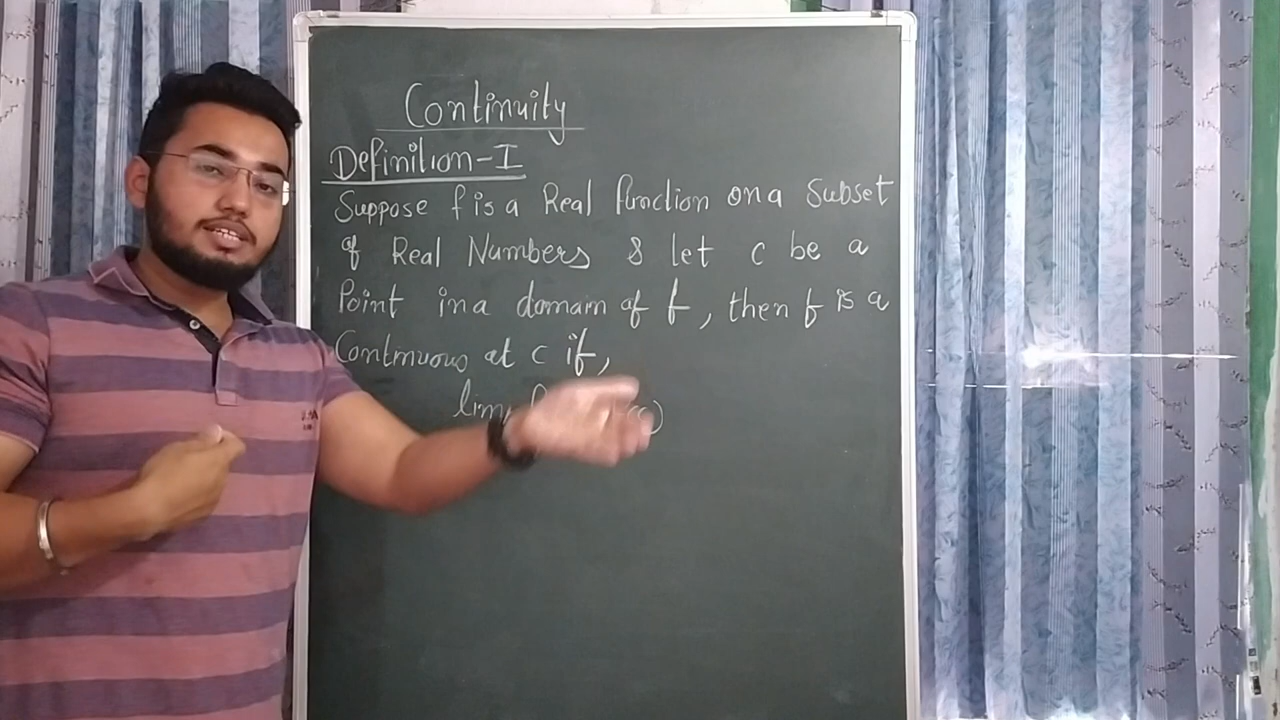 Continuity
Definition-I
Suppose f is a Real function on a Subset
of Real Numbers & let c be a
Point in a domain of f, then f is a
Continuous at c if,
lim